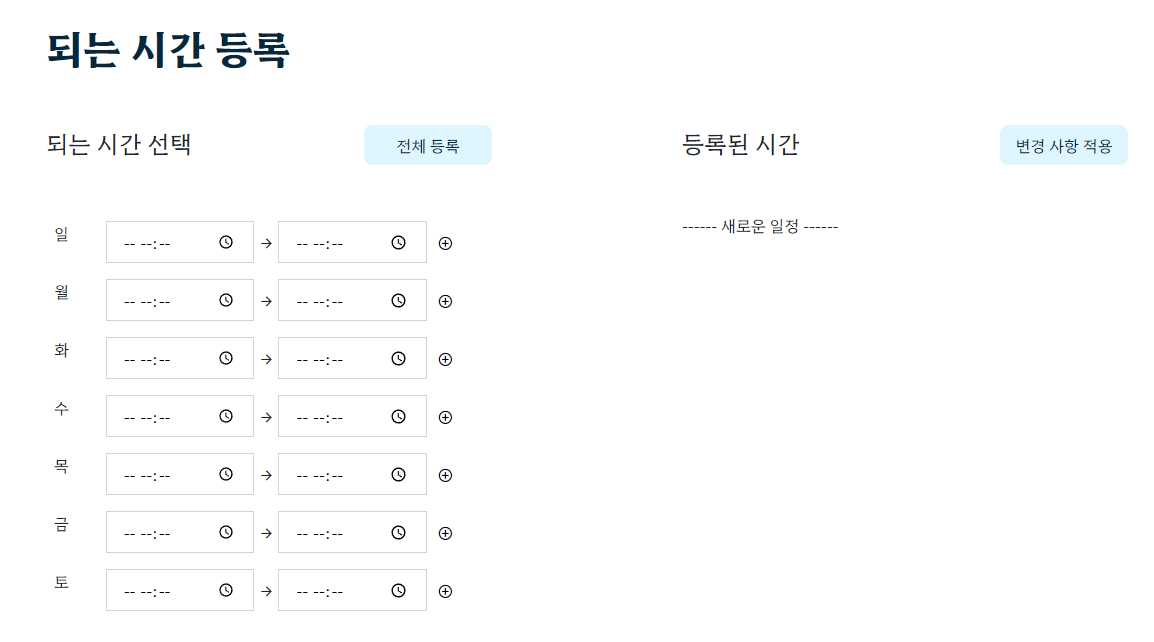 되는 시간 등록
되는 시간 선택 전체 등록
등록된 시간 변경 사항 적용
------ 새로운 일정 ------
일 -- --:-- → -- --:--
월 -- --:-- → -- --:--
화 -- --:-- → -- --:--
수 -- --:-- → -- --:--
목 -- --:-- → -- --:--
금 -- --:-- → -- --:--
토 -- --:-- → -- --:--